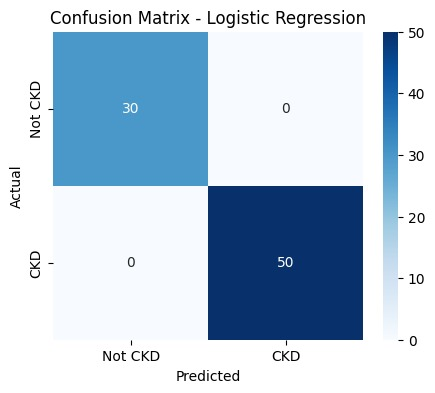 Confusion Matrix - Logistic Regression
Actual
Not CKD
CKD
30
0
0
50
Not CKD
CKD
Predicted
50
40
30
20
10
0